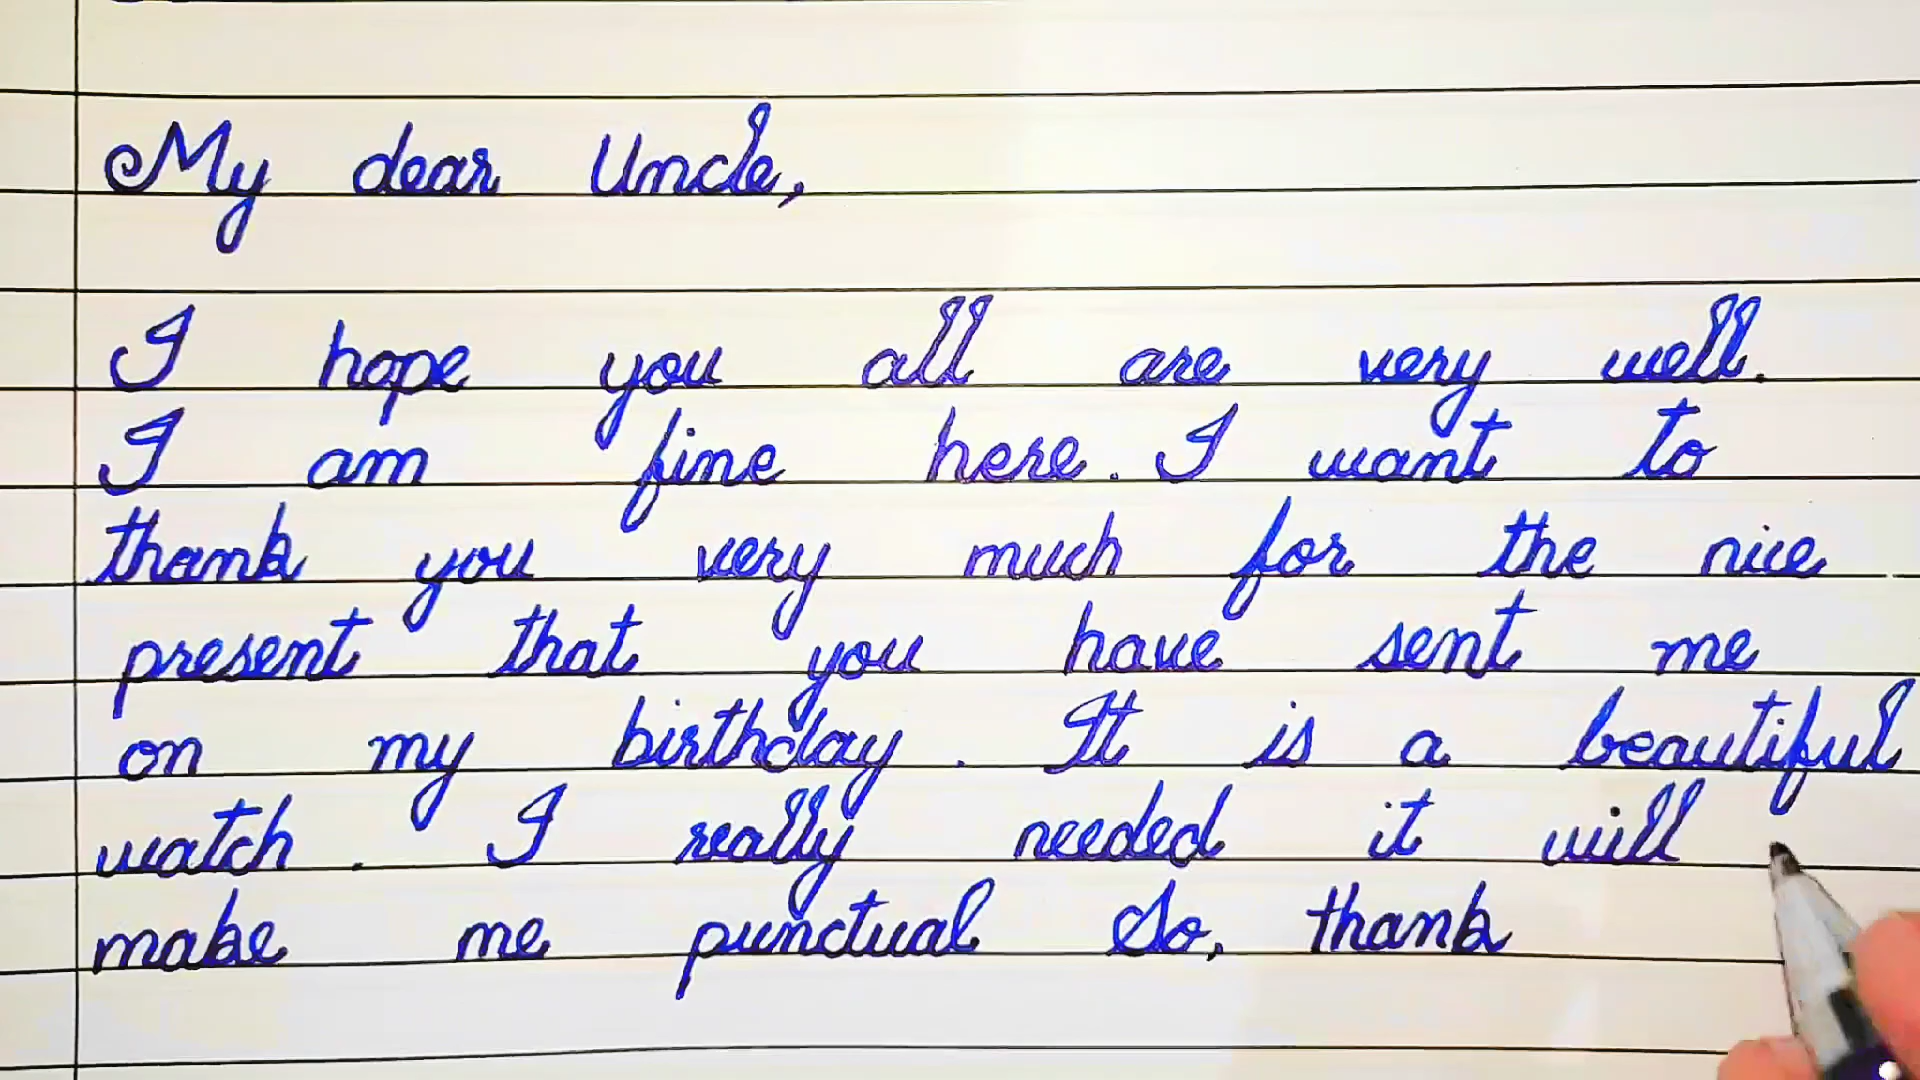 My dear Uncle,
I hope you all are very well.
I am fine here. I want to
thank you very much for the nice
present that you have sent me
on my birthday. It is a beautiful
watch. I really needed it will
make me punctual So, thank